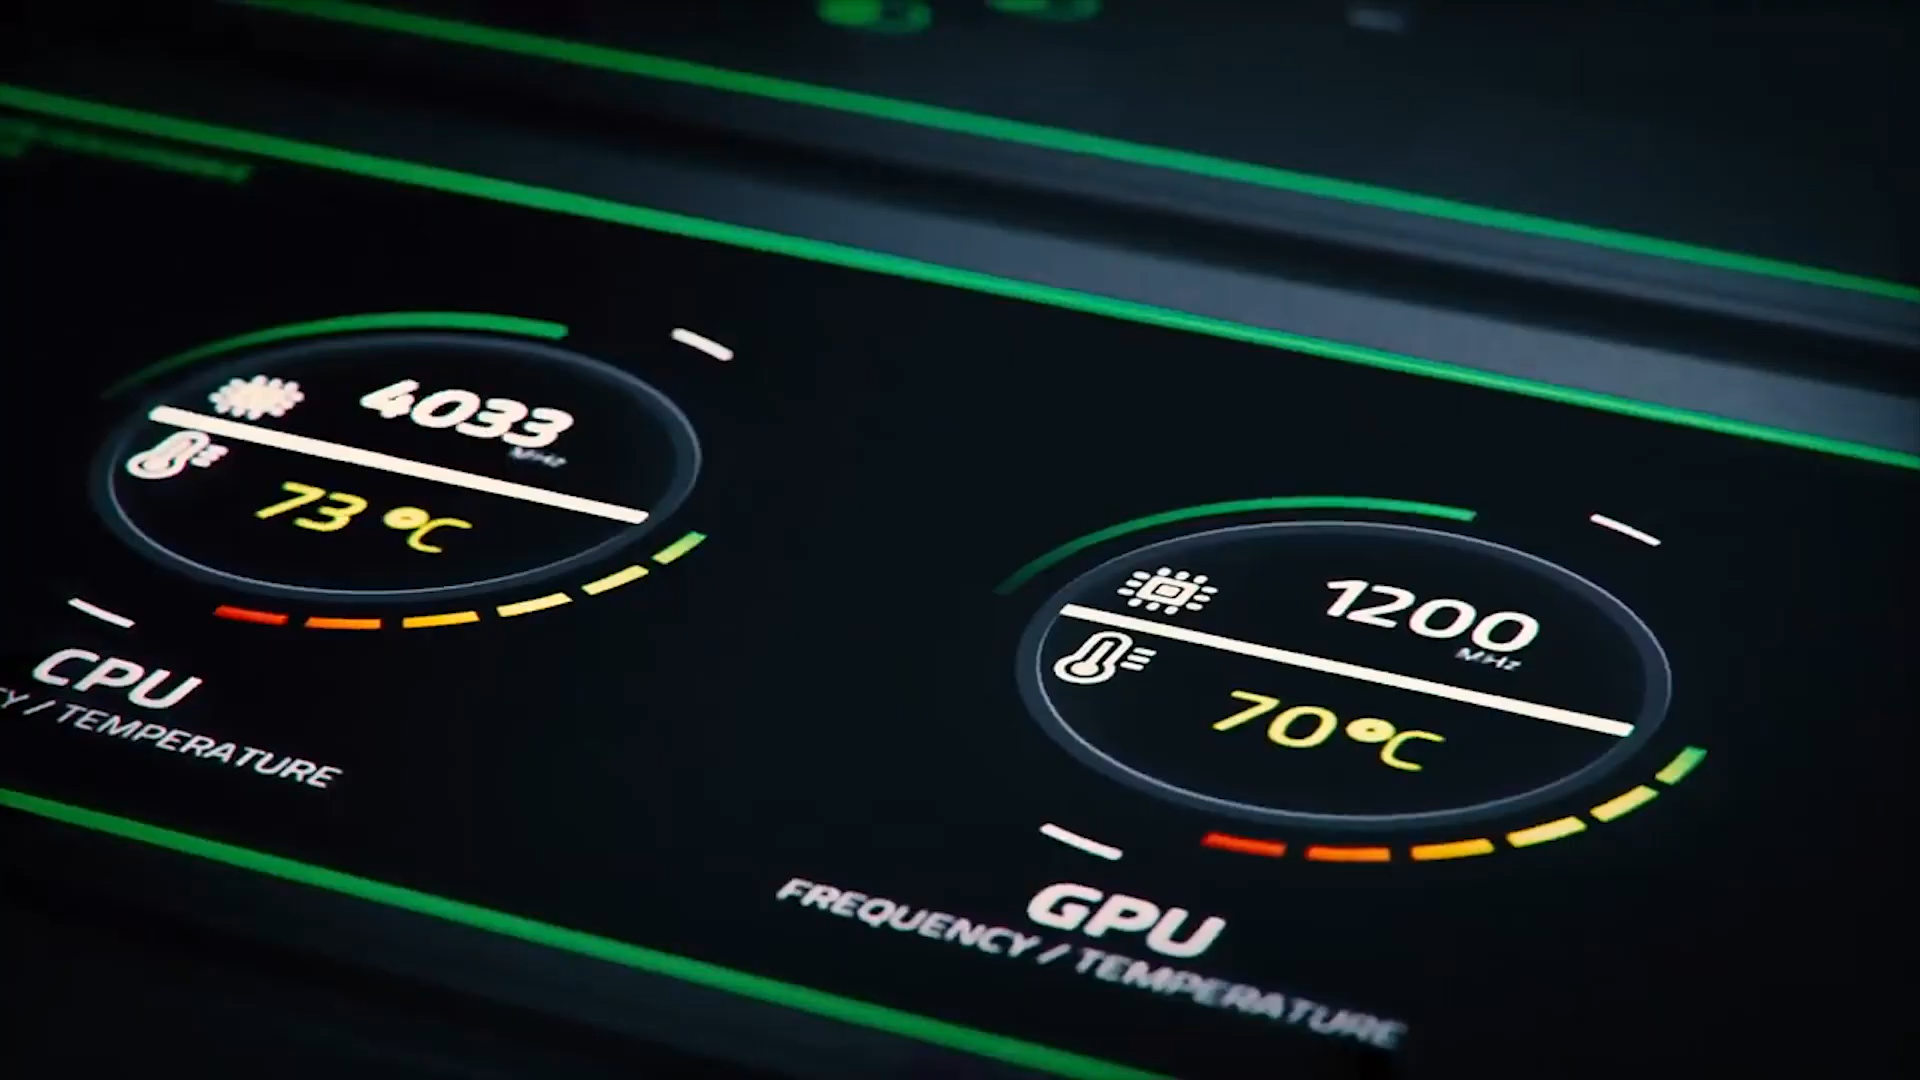 4033
MHz
73 °C
CPU
Y / TEMPERATURE
1200
MHz
70 °C
GPU
FREQUENCY / TEMPERATURE